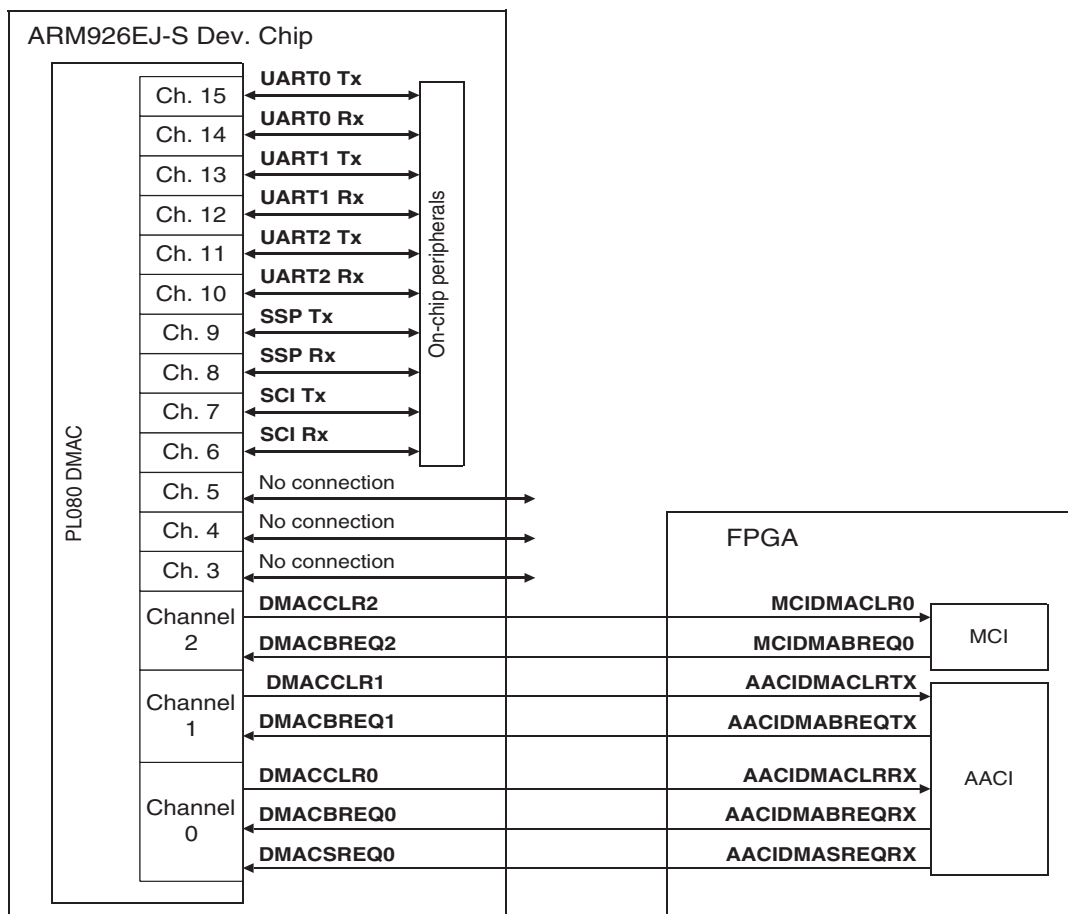 ARM926EJ-S Dev. Chip
PL080 DMAC
Ch. 15
UART0 Tx
Ch. 14
UART0 Rx
Ch. 13
UART1 Tx
Ch. 12
UART1 Rx
Ch. 11
UART2 Tx
Ch. 10
UART2 Rx
Ch. 9
SSP Tx
Ch. 8
SSP Rx
Ch. 7
SCI Tx
Ch. 6
SCI Rx
On-chip peripherals
Ch. 5
No connection
Ch. 4
No connection
Ch. 3
No connection
FPGA
Channel
2
DMACCLR2
MCIDMACLR0
DMACBREQ2
MCIDMABREQ0
MCI
Channel
1
DMACCLR1
AACIDMACLRTX
DMACBREQ1
AACIDMABREQTX
Channel
0
DMACCLR0
AACIDMACLRRX
DMACBREQ0
AACIDMABREQRX
DMACSREQ0
AACIDMASREQRX
AACI